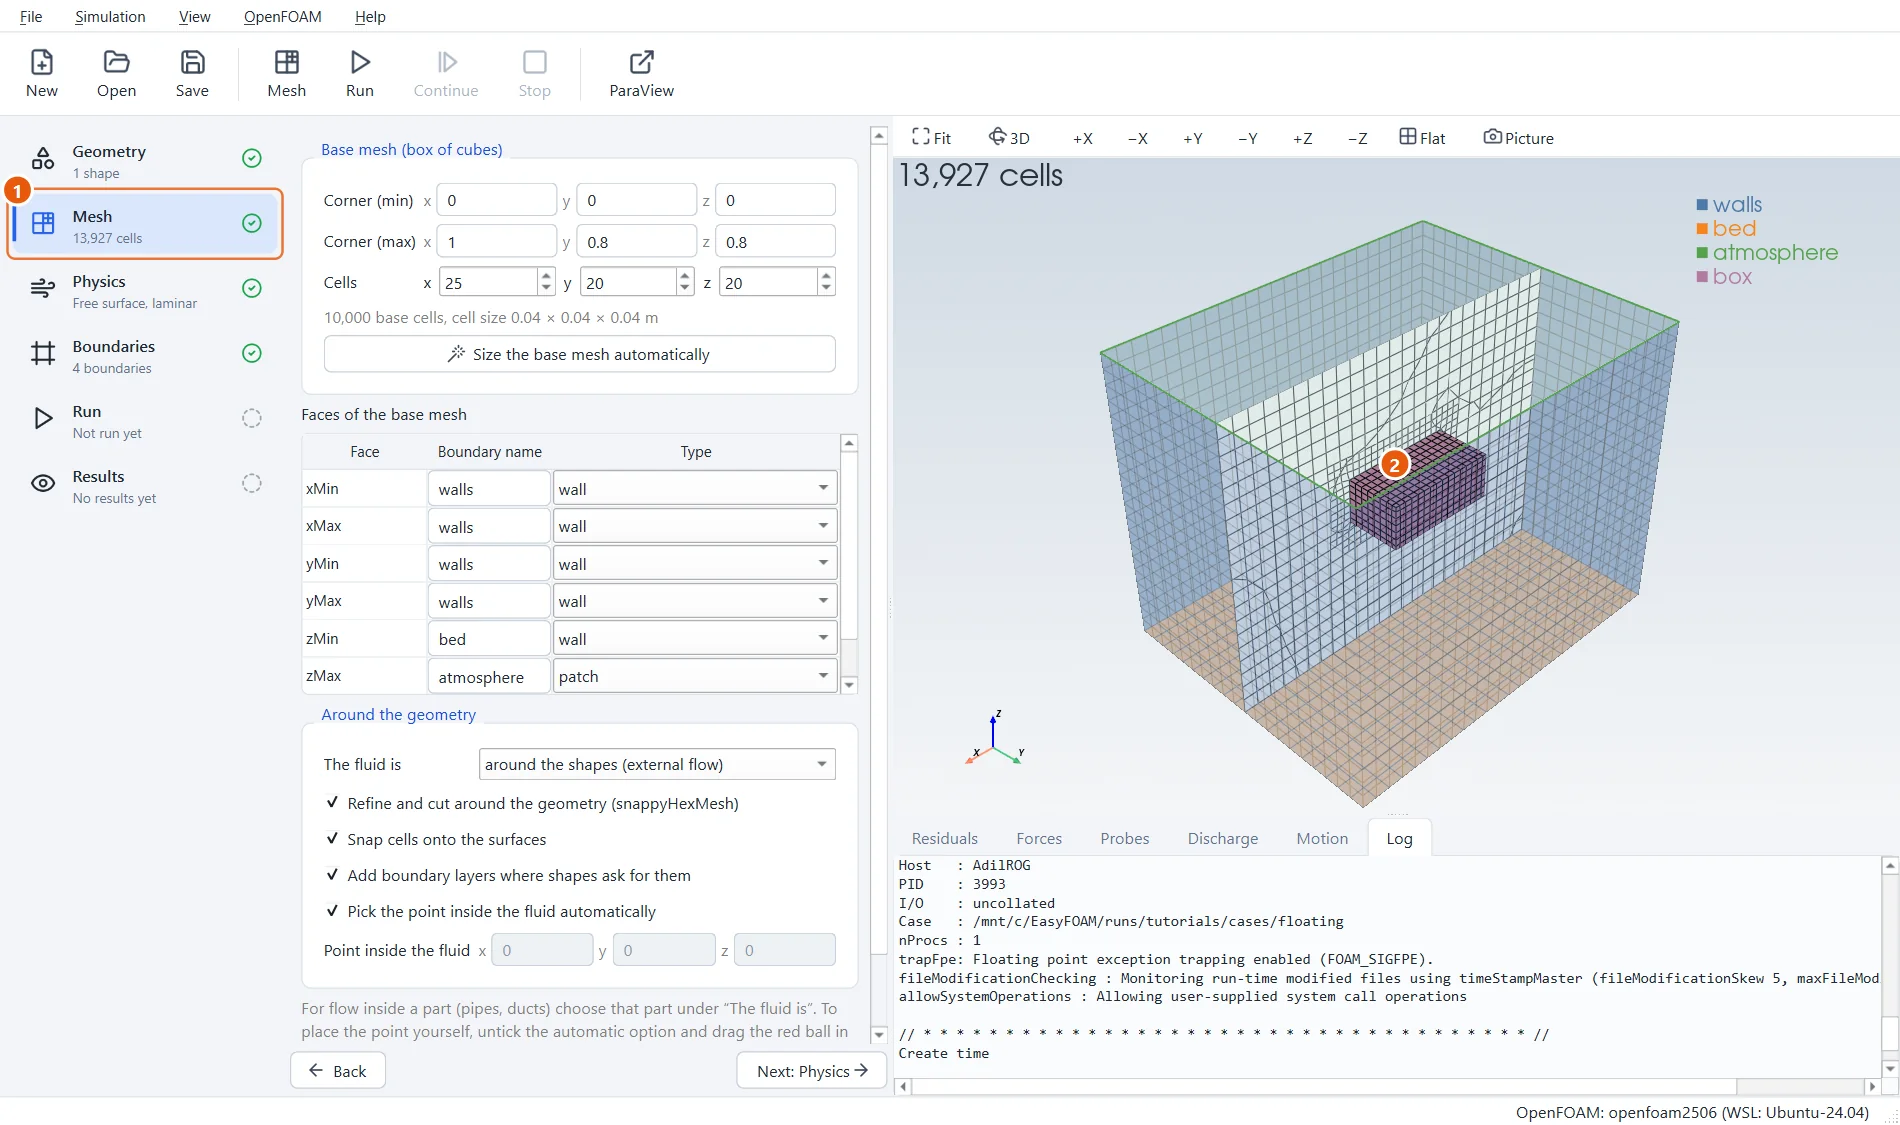 File Simulation View OpenFOAM Help
New Open Save Mesh Run Continue Stop ParaView
Geometry
1 shape
1
Mesh
13,927 cells
Physics
Free surface, laminar
Boundaries
4 boundaries
Run
Not run yet
Results
No results yet
Base mesh (box of cubes)
Corner (min) x 0 y 0 z 0
Corner (max) x 1 y 0.8 z 0.8
Cells x 25 y 20 z 20
10,000 base cells, cell size 0.04 × 0.04 × 0.04 m
Size the base mesh automatically
Faces of the base mesh
Face Boundary name Type
xMin walls wall
xMax walls wall
yMin walls wall
yMax walls wall
zMin bed wall
zMax atmosphere patch
Around the geometry
The fluid is around the shapes (external flow)
Refine and cut around the geometry (snappyHexMesh)
Snap cells onto the surfaces
Add boundary layers where shapes ask for them
Pick the point inside the fluid automatically
Point inside the fluid x 0 y 0 z 0
For flow inside a part (pipes, ducts) choose that part under “The fluid is”. To
place the point yourself, untick the automatic option and drag the red ball in
Back Next: Physics
Fit 3D +X −X +Y −Y +Z −Z Flat Picture
13,927 cells
walls
bed
atmosphere
box
2
z
x
Y
Residuals Forces Probes Discharge Motion Log
Host : AdilROG
PID : 3993
I/O : uncollated
Case : /mnt/c/EasyFOAM/runs/tutorials/cases/floating
nProcs : 1
trapFpe: Floating point exception trapping enabled (FOAM_SIGFPE).
fileModificationChecking : Monitoring run-time modified files using timeStampMaster (fileModificationSkew 5, maxFileMod
allowSystemOperations : Allowing user-supplied system call operations
// * * * * * * * * * * * * * * * * * * * * * * * * * * * * * * * * * * * * * //
Create time
OpenFOAM: openfoam2506 (WSL: Ubuntu-24.04)